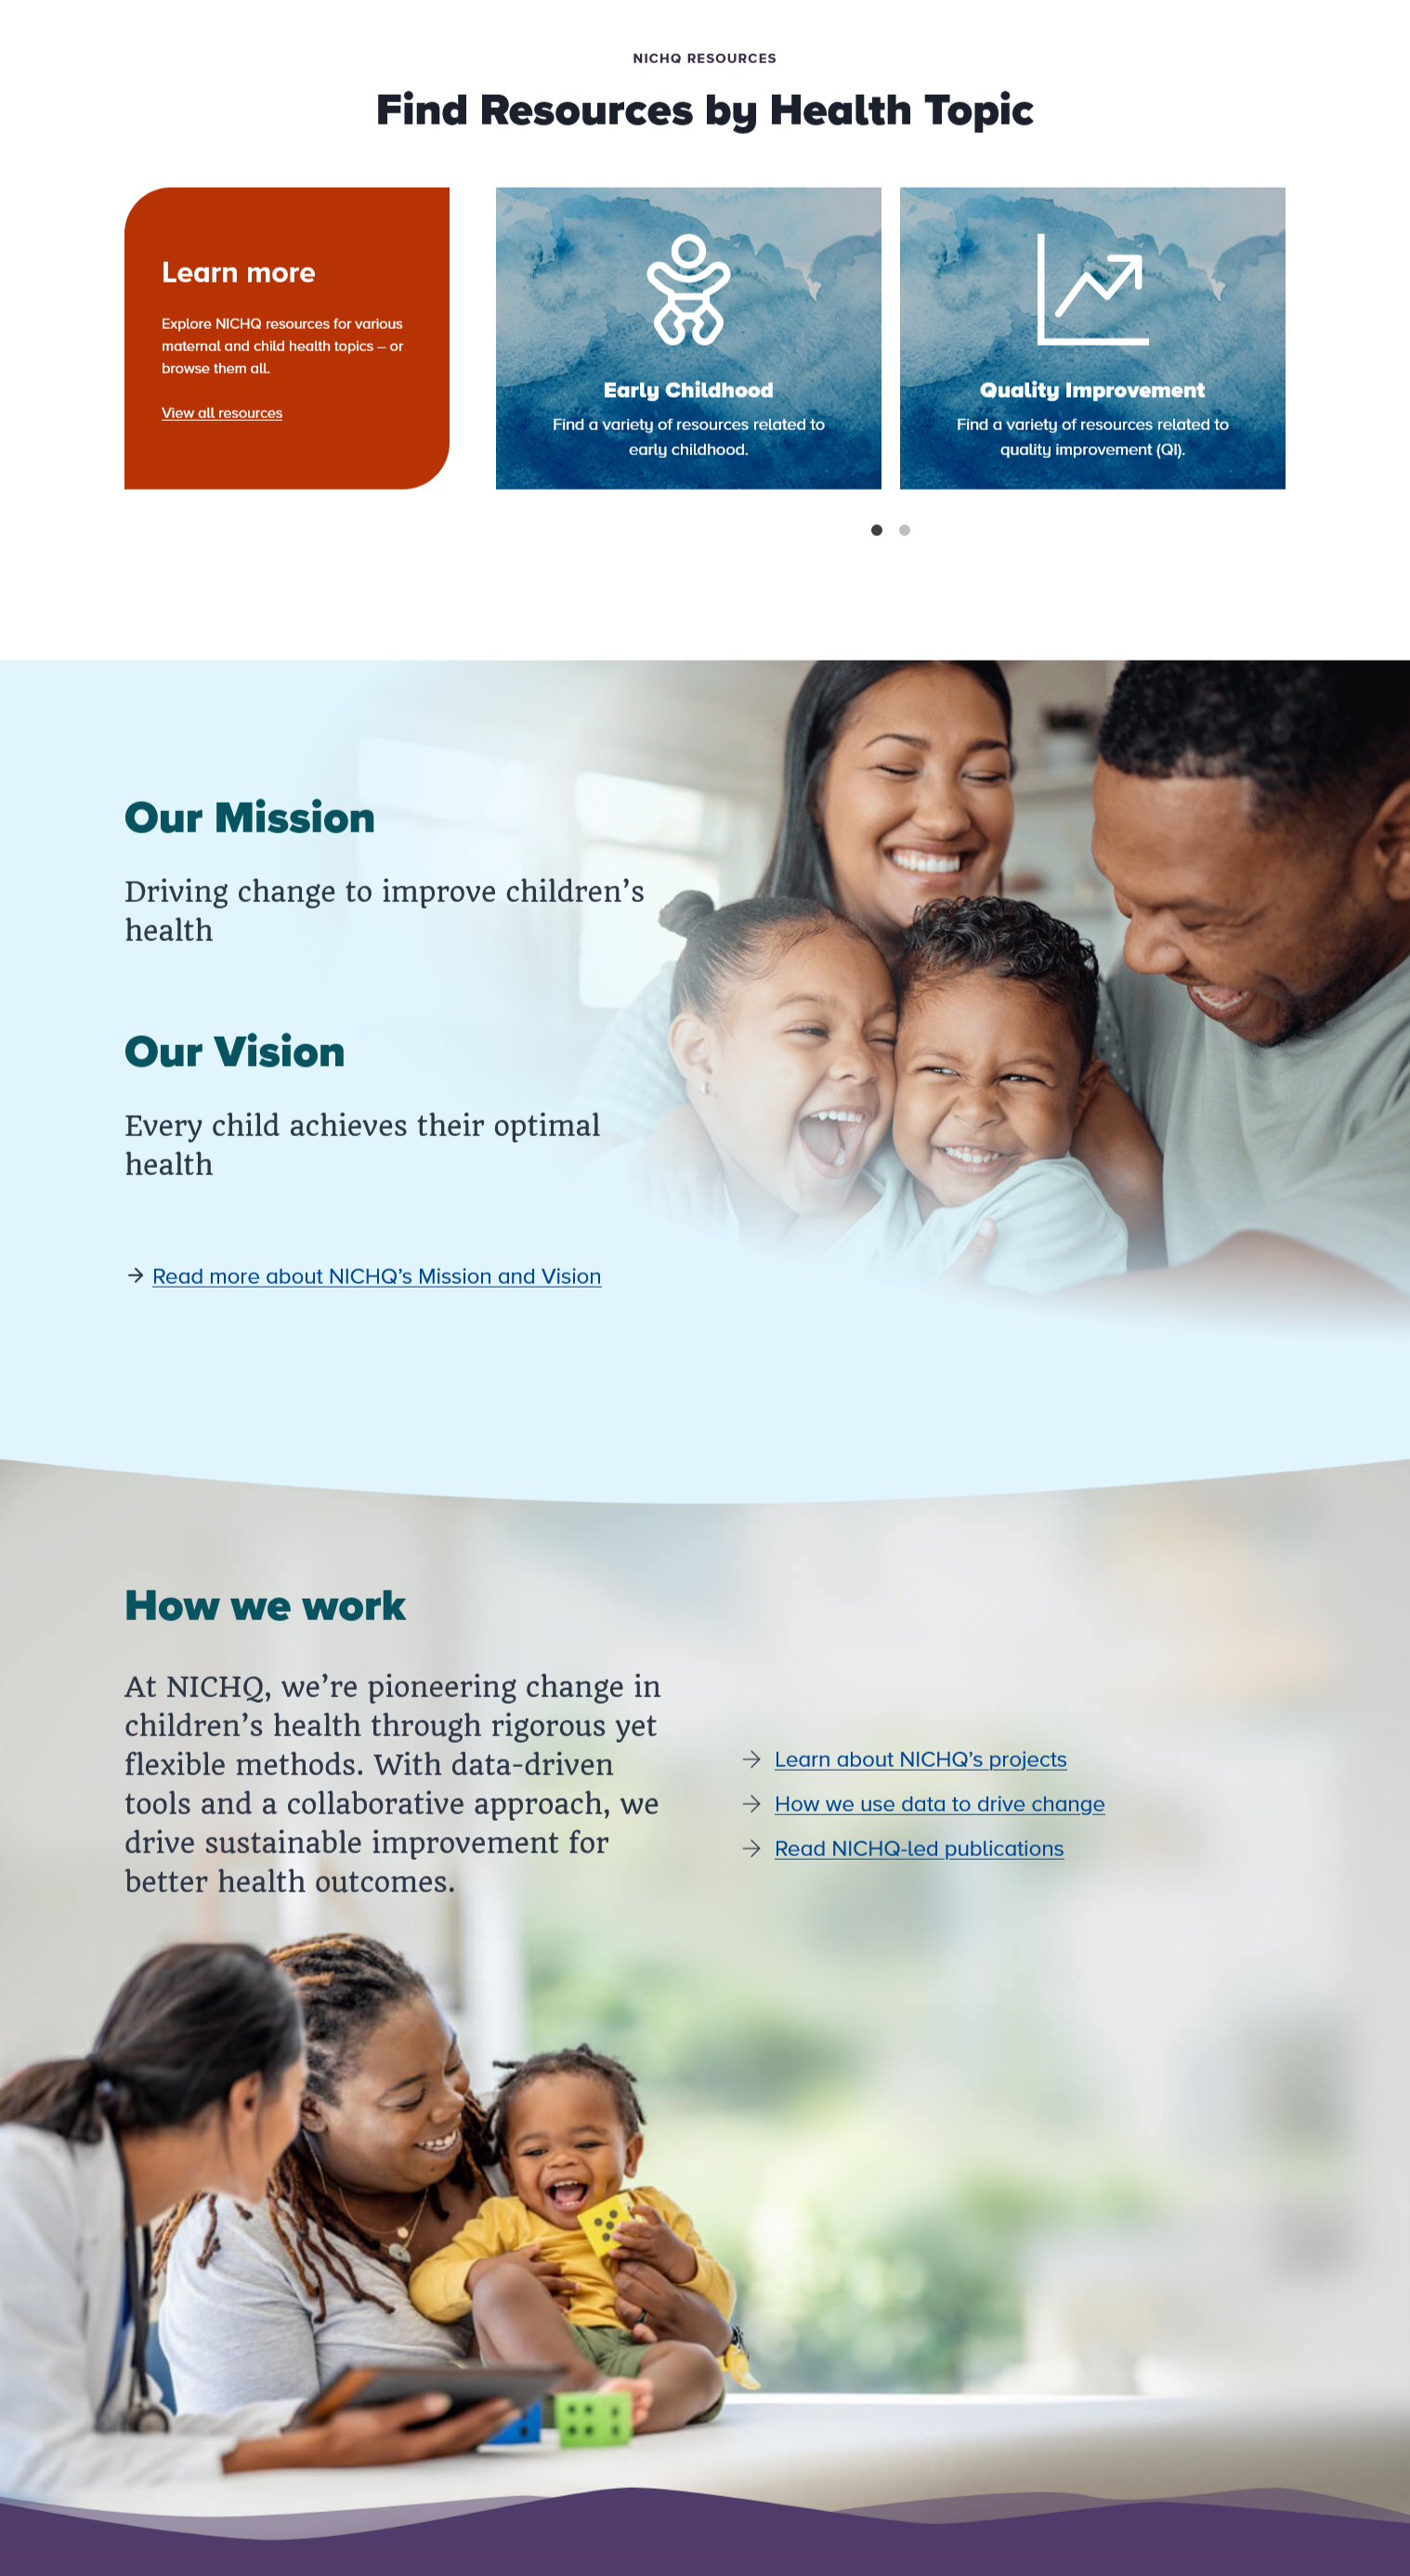 NICHQ RESOURCES
Find Resources by Health Topic
Learn more
Explore NICHQ resources for various
maternal and child health topics – or
browse them all.
View all resources
Early Childhood
Find a variety of resources related to
early childhood.
Quality Improvement
Find a variety of resources related to
quality improvement (QI).
Our Mission
Driving change to improve children’s
health
Our Vision
Every child achieves their optimal
health
Read more about NICHQ’s Mission and Vision
How we work
At NICHQ, we’re pioneering change in
children’s health through rigorous yet
flexible methods. With data-driven
tools and a collaborative approach, we
drive sustainable improvement for
better health outcomes.
Learn about NICHQ’s projects
How we use data to drive change
Read NICHQ-led publications